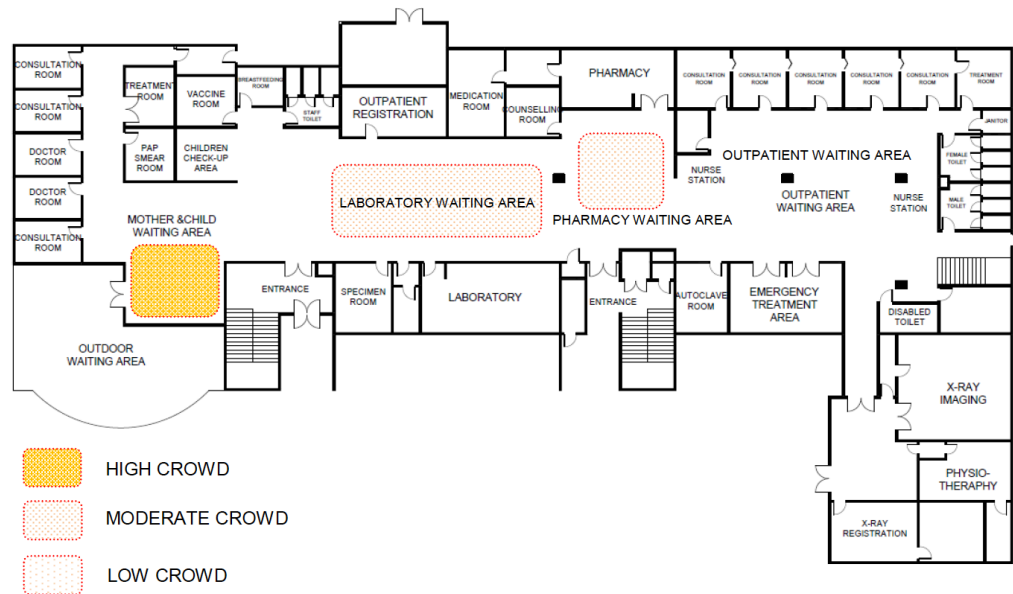 CONSULTATION
ROOM
CONSULTATION
ROOM
DOCTOR
ROOM
DOCTOR
ROOM
CONSULTATION
ROOM
TREATMENT
ROOM
VACCINE
ROOM
BREASTFEEDING
ROOM
STAFF
TOILET
PAP
SMEAR
ROOM
CHILDREN
CHECK-UP
AREA
OUTPATIENT
REGISTRATION
MEDICATION
ROOM
COUNSELLING
ROOM
PHARMACY
CONSULTATION
ROOM
CONSULTATION
ROOM
CONSULTATION
ROOM
CONSULTATION
ROOM
CONSULTATION
ROOM
TREATMENT
ROOM
JANITOR
FEMALE
TOILET
MALE
TOILET
OUTPATIENT WAITING AREA
NURSE
STATION
OUTPATIENT
WAITING AREA
NURSE
STATION
LABORATORY WAITING AREA
PHARMACY WAITING AREA
MOTHER &CHILD
WAITING AREA
ENTRANCE
SPECIMEN
ROOM
LABORATORY
ENTRANCE
AUTOCLAVE
ROOM
EMERGENCY
TREATMENT
AREA
DISABLED
TOILET
OUTDOOR
WAITING AREA
X-RAY
IMAGING
PHYSIO-
THERAPHY
X-RAY
REGISTRATION
HIGH CROWD
MODERATE CROWD
LOW CROWD